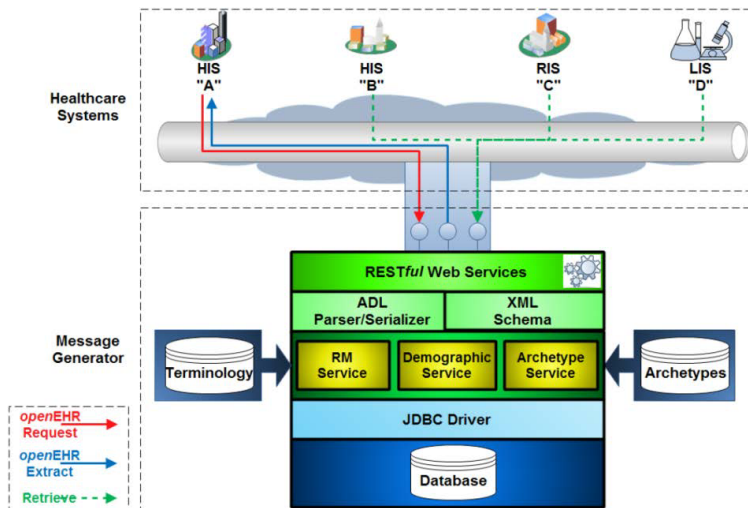 HIS
"A"
HIS
"B"
RIS
"C"
LIS
"D"
Healthcare
Systems
RESTful Web Services
ADL
Parser/Serializer
XML
Schema
Message
Generator
Terminology
RM
Service
Demographic
Service
Archetype
Service
Archetypes
JDBC Driver
Database
openEHR
Request
openEHR
Extract
Retrieve